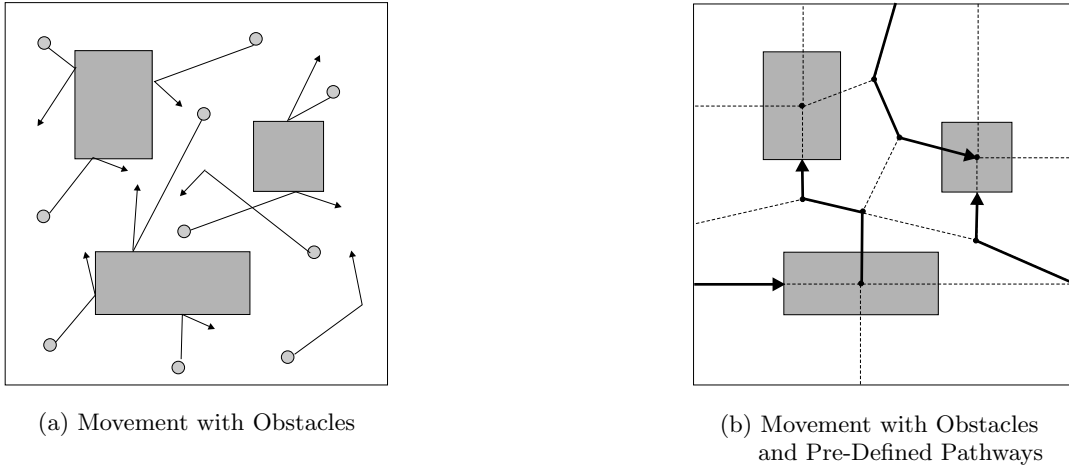 (a) Movement with Obstacles
(b) Movement with Obstacles
and Pre-Defined Pathways